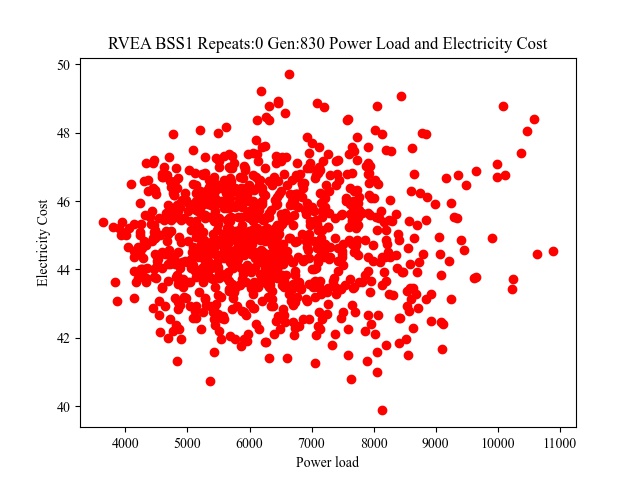 RVEA BSS1 Repeats:0 Gen:830 Power Load and Electricity Cost
50
48
46
44
42
40
Electricity Cost
4000 5000 6000 7000 8000 9000 10000 11000
Power load